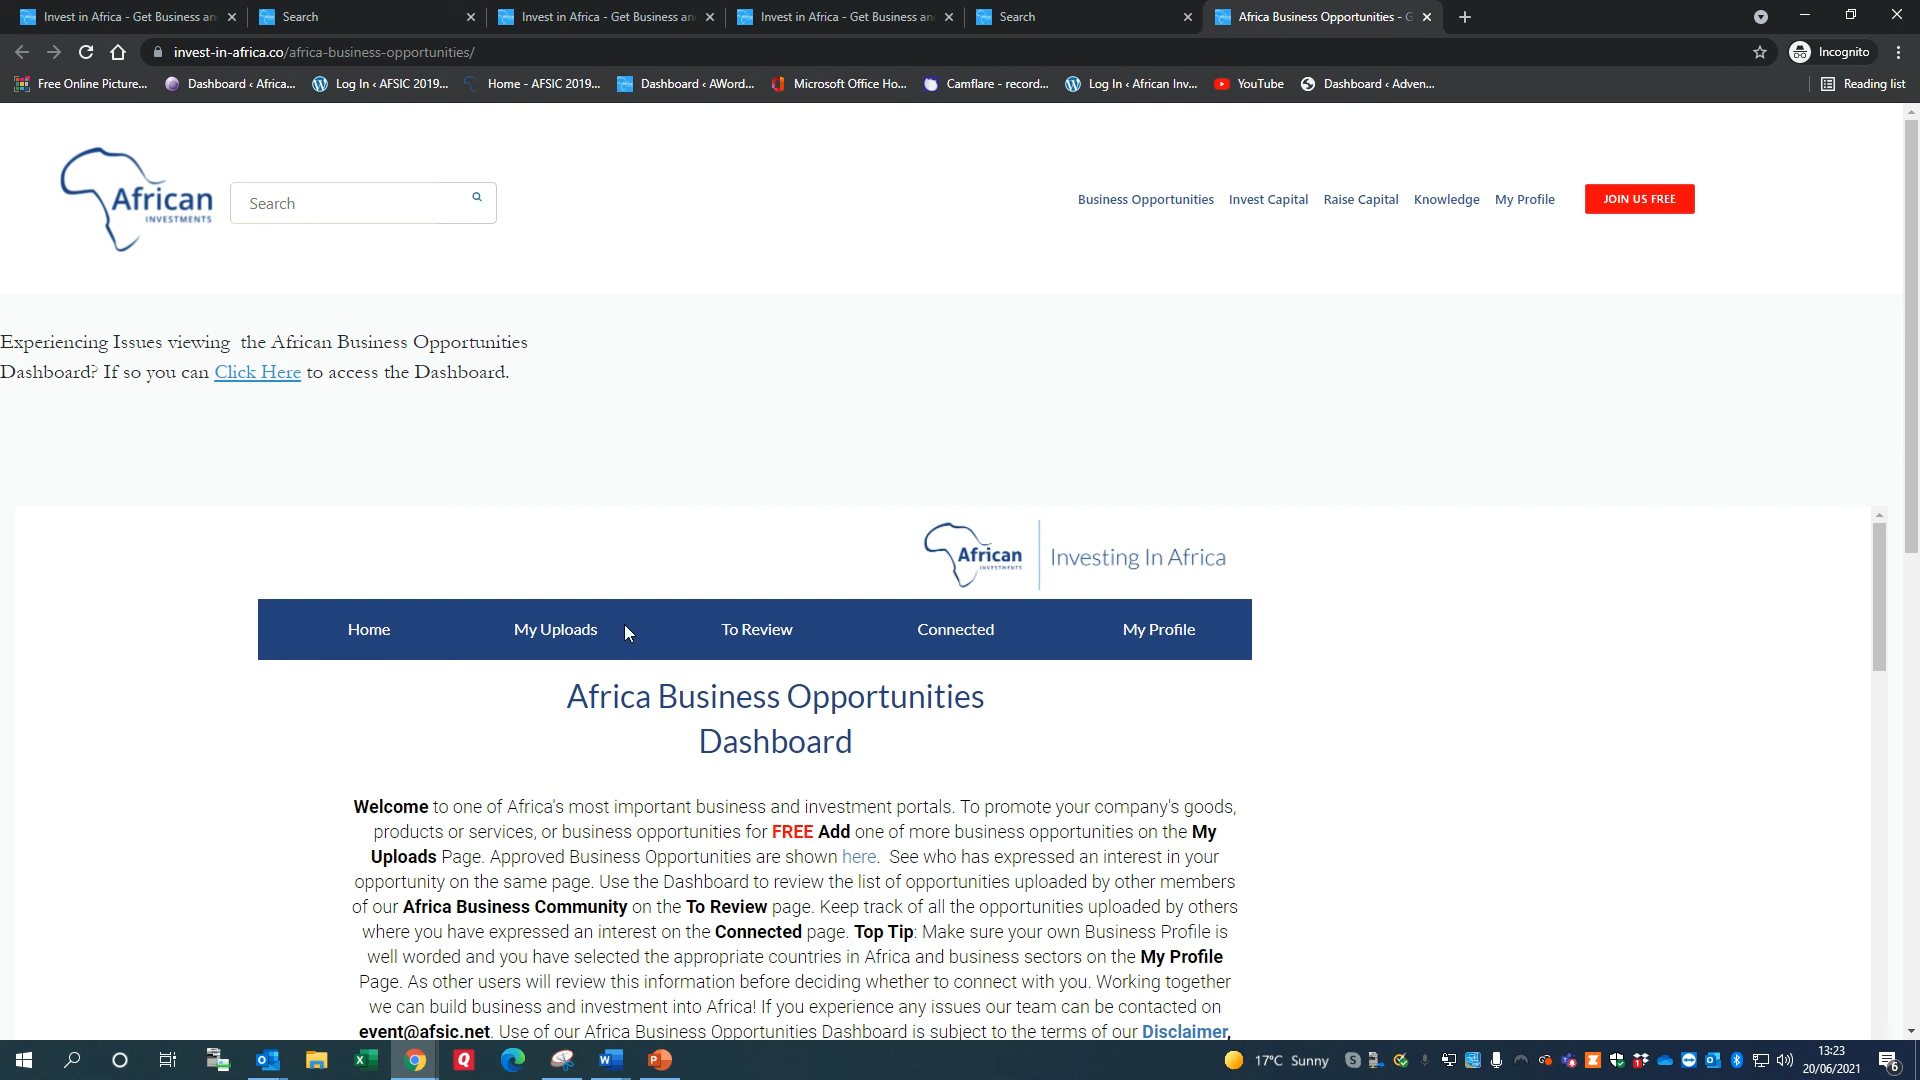 Invest in Africa - Get Business an
Search
Invest in Africa - Get Business an
Invest in Africa - Get Business an
Search
Africa Business Opportunities - G
invest-in-africa.co/africa-business-opportunities/
Incognito
Free Online Picture...
Dashboard ‹ Africa...
Log In ‹ AFSIC 2019...
Home - AFSIC 2019...
Dashboard ‹ AWord...
Microsoft Office Ho...
Camflare - record...
Log In ‹ African Inv...
YouTube
Dashboard ‹ Adven...
Reading list
African
INVESTMENTS
Search
Business Opportunities
Invest Capital
Raise Capital
Knowledge
My Profile
JOIN US FREE
Experiencing Issues viewing the African Business Opportunities
Dashboard? If so you can Click Here to access the Dashboard.
African
INVESTMENTS
Investing In Africa
Home
My Uploads
To Review
Connected
My Profile
Africa Business Opportunities
Dashboard
Welcome to one of Africa's most important business and investment portals. To promote your company's goods,
products or services, or business opportunities for FREE Add one of more business opportunities on the My
Uploads Page. Approved Business Opportunities are shown here. See who has expressed an interest in your
opportunity on the same page. Use the Dashboard to review the list of opportunities uploaded by other members
of our Africa Business Community on the To Review page. Keep track of all the opportunities uploaded by others
where you have expressed an interest on the Connected page. Top Tip: Make sure your own Business Profile is
well worded and you have selected the appropriate countries in Africa and business sectors on the My Profile
Page. As other users will review this information before deciding whether to connect with you. Working together
we can build business and investment into Africa! If you experience any issues our team can be contacted on
event@afsic.net. Use of our Africa Business Opportunities Dashboard is subject to the terms of our Disclaimer,
17°C Sunny
13:23
20/06/2021
6